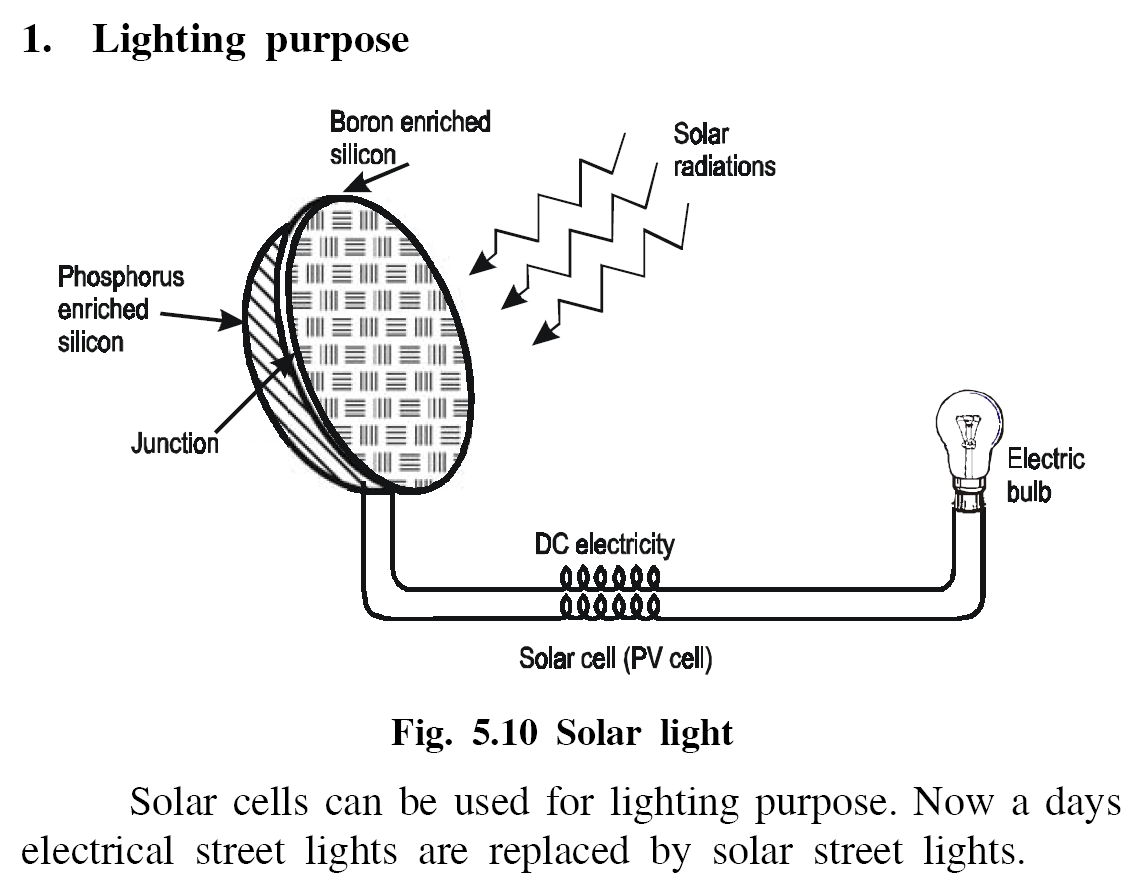 1. Lighting purpose
Boron enriched
silicon
Solar
radiations
Phosphorus
enriched
silicon
Junction
Electric
bulb
DC electricity
Solar cell (PV cell)
Fig. 5.10 Solar light
Solar cells can be used for lighting purpose. Now a days
electrical street lights are replaced by solar street lights.